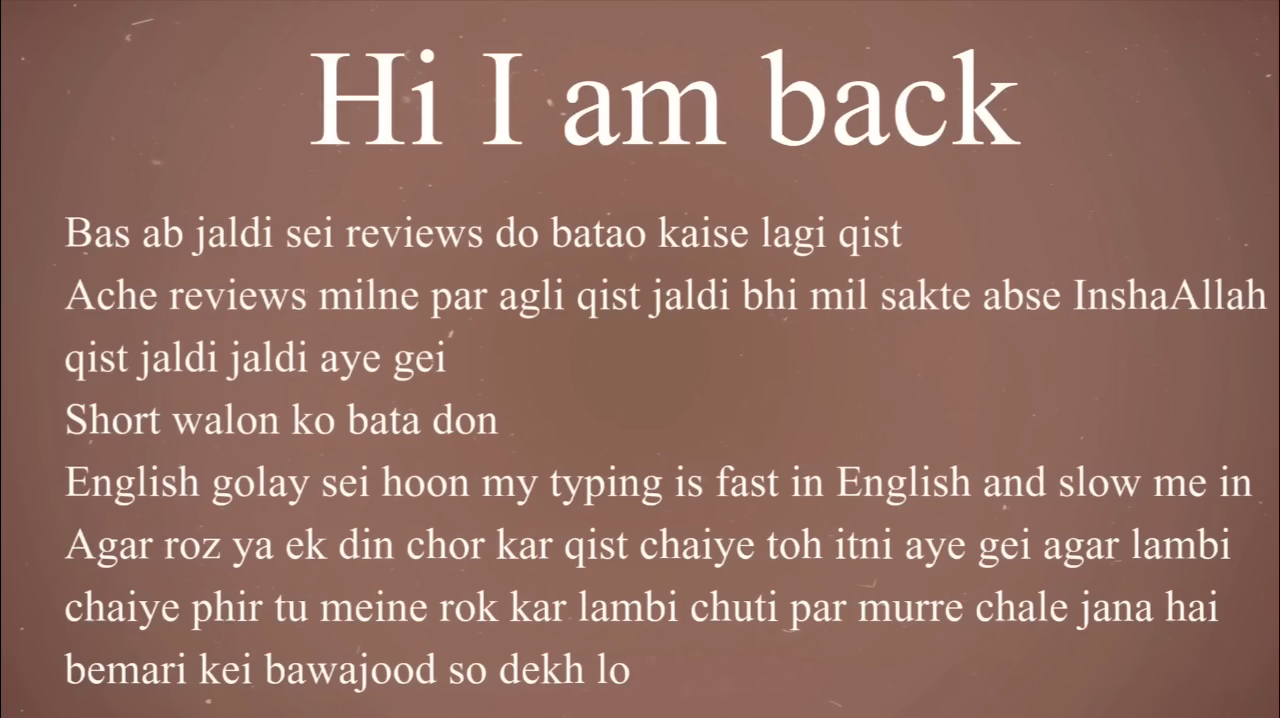 Hi I am back
Bas ab jaldi sei reviews do batao kaise lagi qist
Ache reviews milne par agli qist jaldi bhi mil sakte abse InshaAllah
qist jaldi jaldi aye gei
Short walon ko bata don
English golay sei hoon my typing is fast in English and slow me in
Agar roz ya ek din chor kar qist chaiye toh itni aye gei agar lambi
chaiye phir tu meine rok kar lambi chuti par murre chale jana hai
bemari kei bawajood so dekh lo